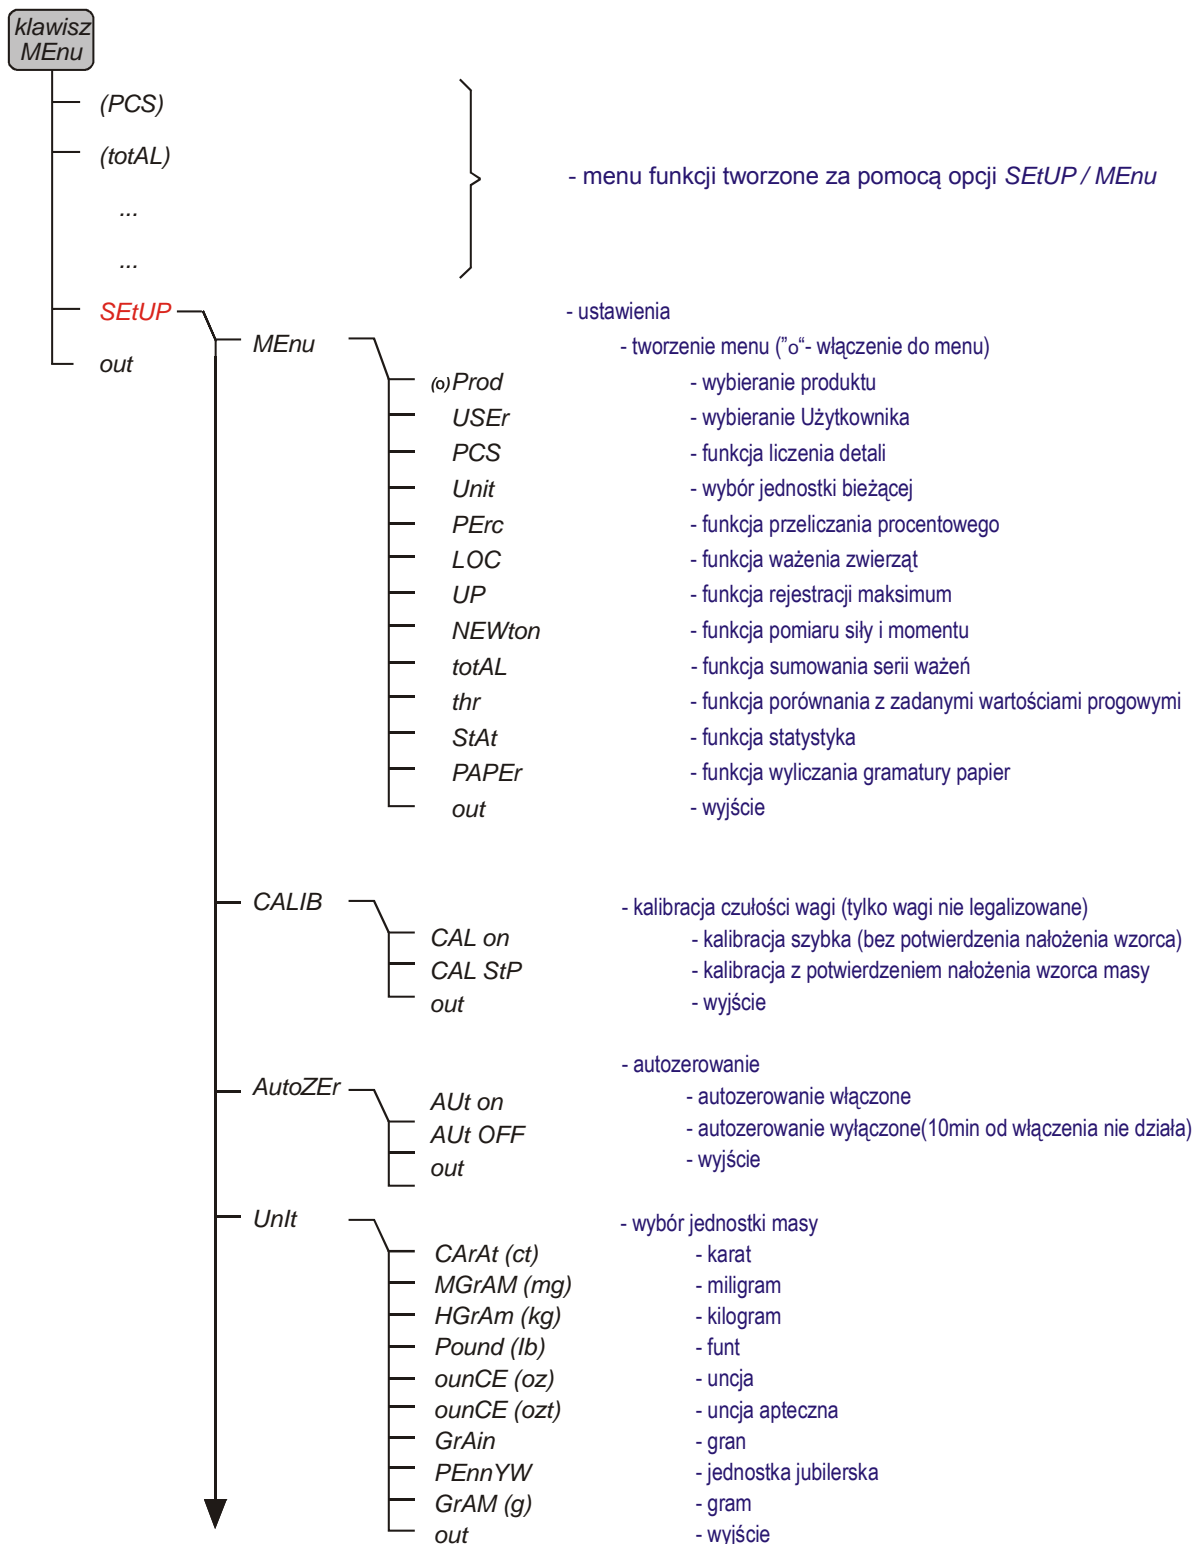 klawisz
MEnu
(PCS)
(totAL)
...
...
- menu funkcji tworzone za pomocą opcji SEtUP / MEnu
SEtUP - ustawienia
out
MEnu - tworzenie menu ("o"- włączenie do menu)
(o) Prod - wybieranie produktu
USEr - wybieranie Użytkownika
PCS - funkcja liczenia detali
Unit - wybór jednostki bieżącej
PErc - funkcja przeliczania procentowego
LOC - funkcja ważenia zwierząt
UP - funkcja rejestracji maksimum
NEWton - funkcja pomiaru siły i momentu
totAL - funkcja sumowania serii ważeń
thr - funkcja porównania z zadanymi wartościami progowymi
StAt - funkcja statystyka
PAPEr - funkcja wyliczania gramatury papier
out - wyjście
CALIB - kalibracja czułości wagi (tylko wagi nie legalizowane)
CAL on - kalibracja szybka (bez potwierdzenia nałożenia wzorca)
CAL StP - kalibracja z potwierdzeniem nałożenia wzorca masy
out - wyjście
AutoZEr - autozerowanie
AUt on - autozerowanie włączone
AUt OFF - autozerowanie wyłączone(10min od włączenia nie działa)
out - wyjście
UnIt - wybór jednostki masy
CArAt (ct) - karat
MGrAM (mg) - miligram
HGrAm (kg) - kilogram
Pound (lb) - funt
ounCE (oz) - uncja
ounCE (ozt) - uncja apteczna
GrAin - gran
PEnnYW - jednostka jubilerska
GrAM (g) - gram
out - wyjście